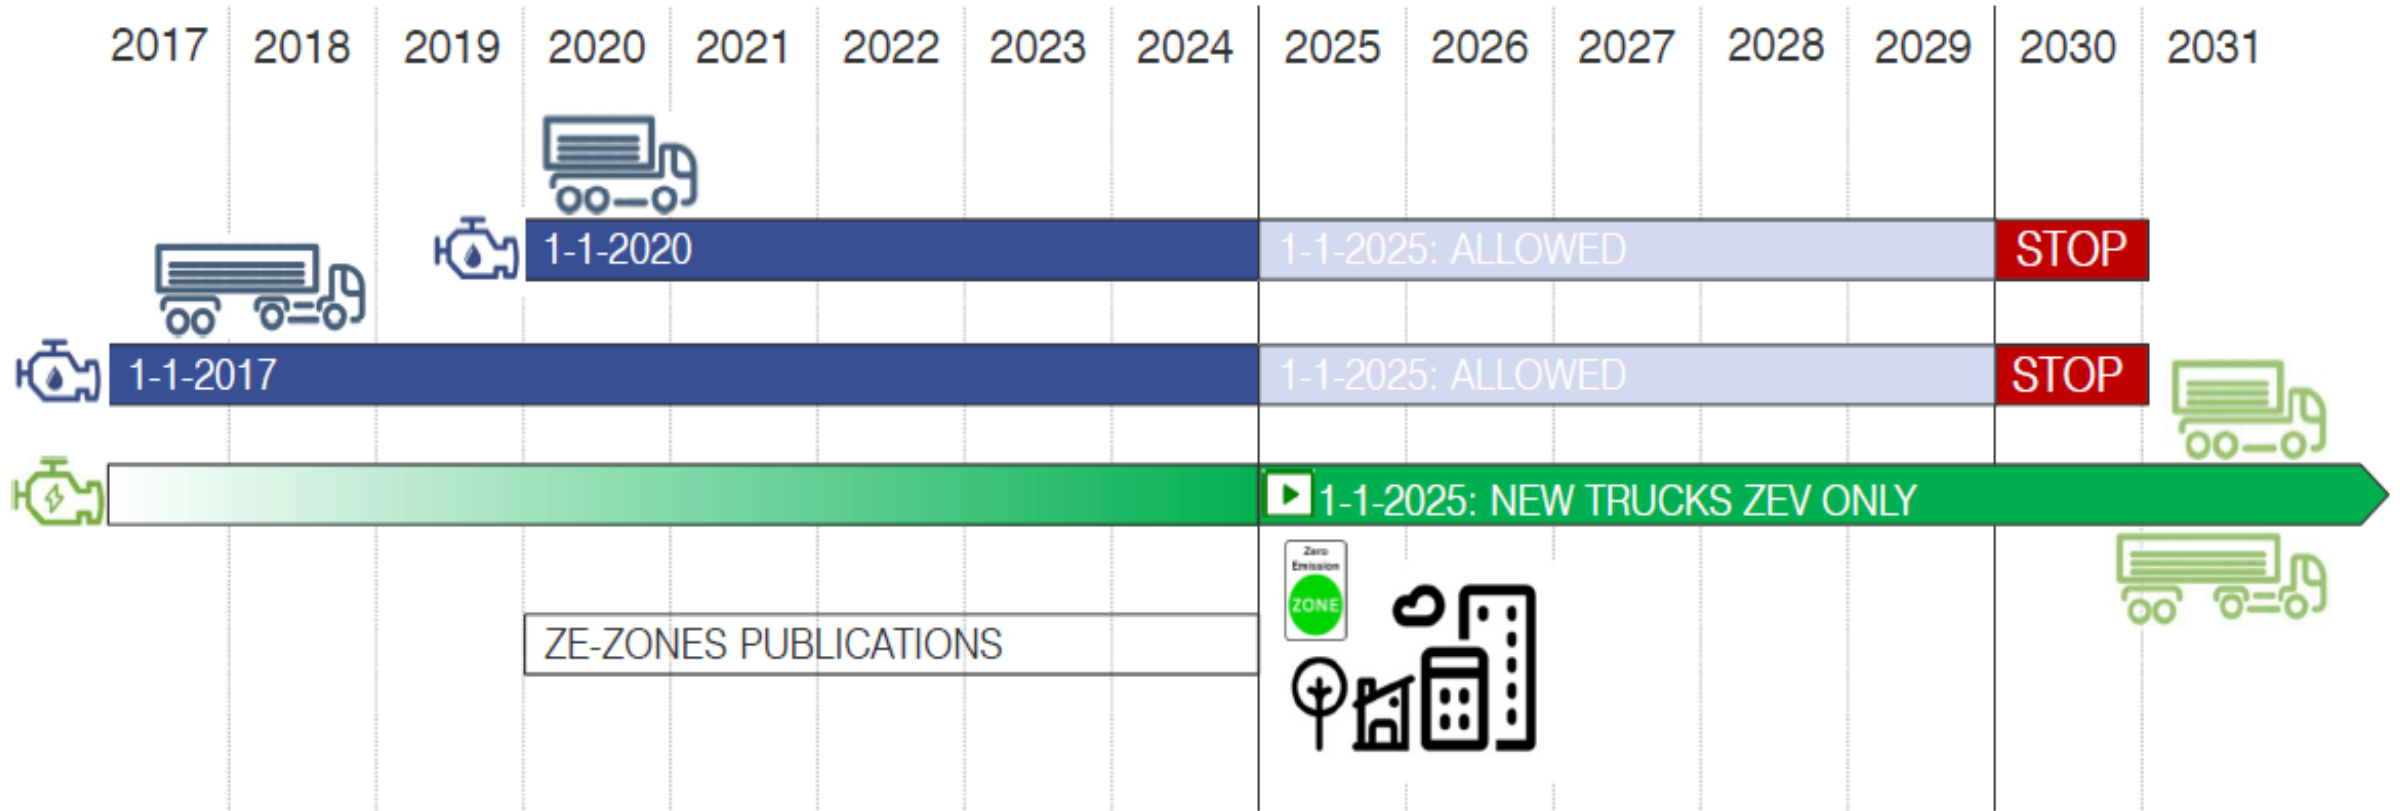 2017 2018 2019 2020 2021 2022 2023 2024 2025 2026 2027 2028 2029 2030 2031
1-1-2020 1-1-2025: ALLOWED STOP
1-1-2017 1-1-2025: ALLOWED STOP
1-1-2025: NEW TRUCKS ZEV ONLY
Zero
Emission
ZONE
ZE-ZONES PUBLICATIONS